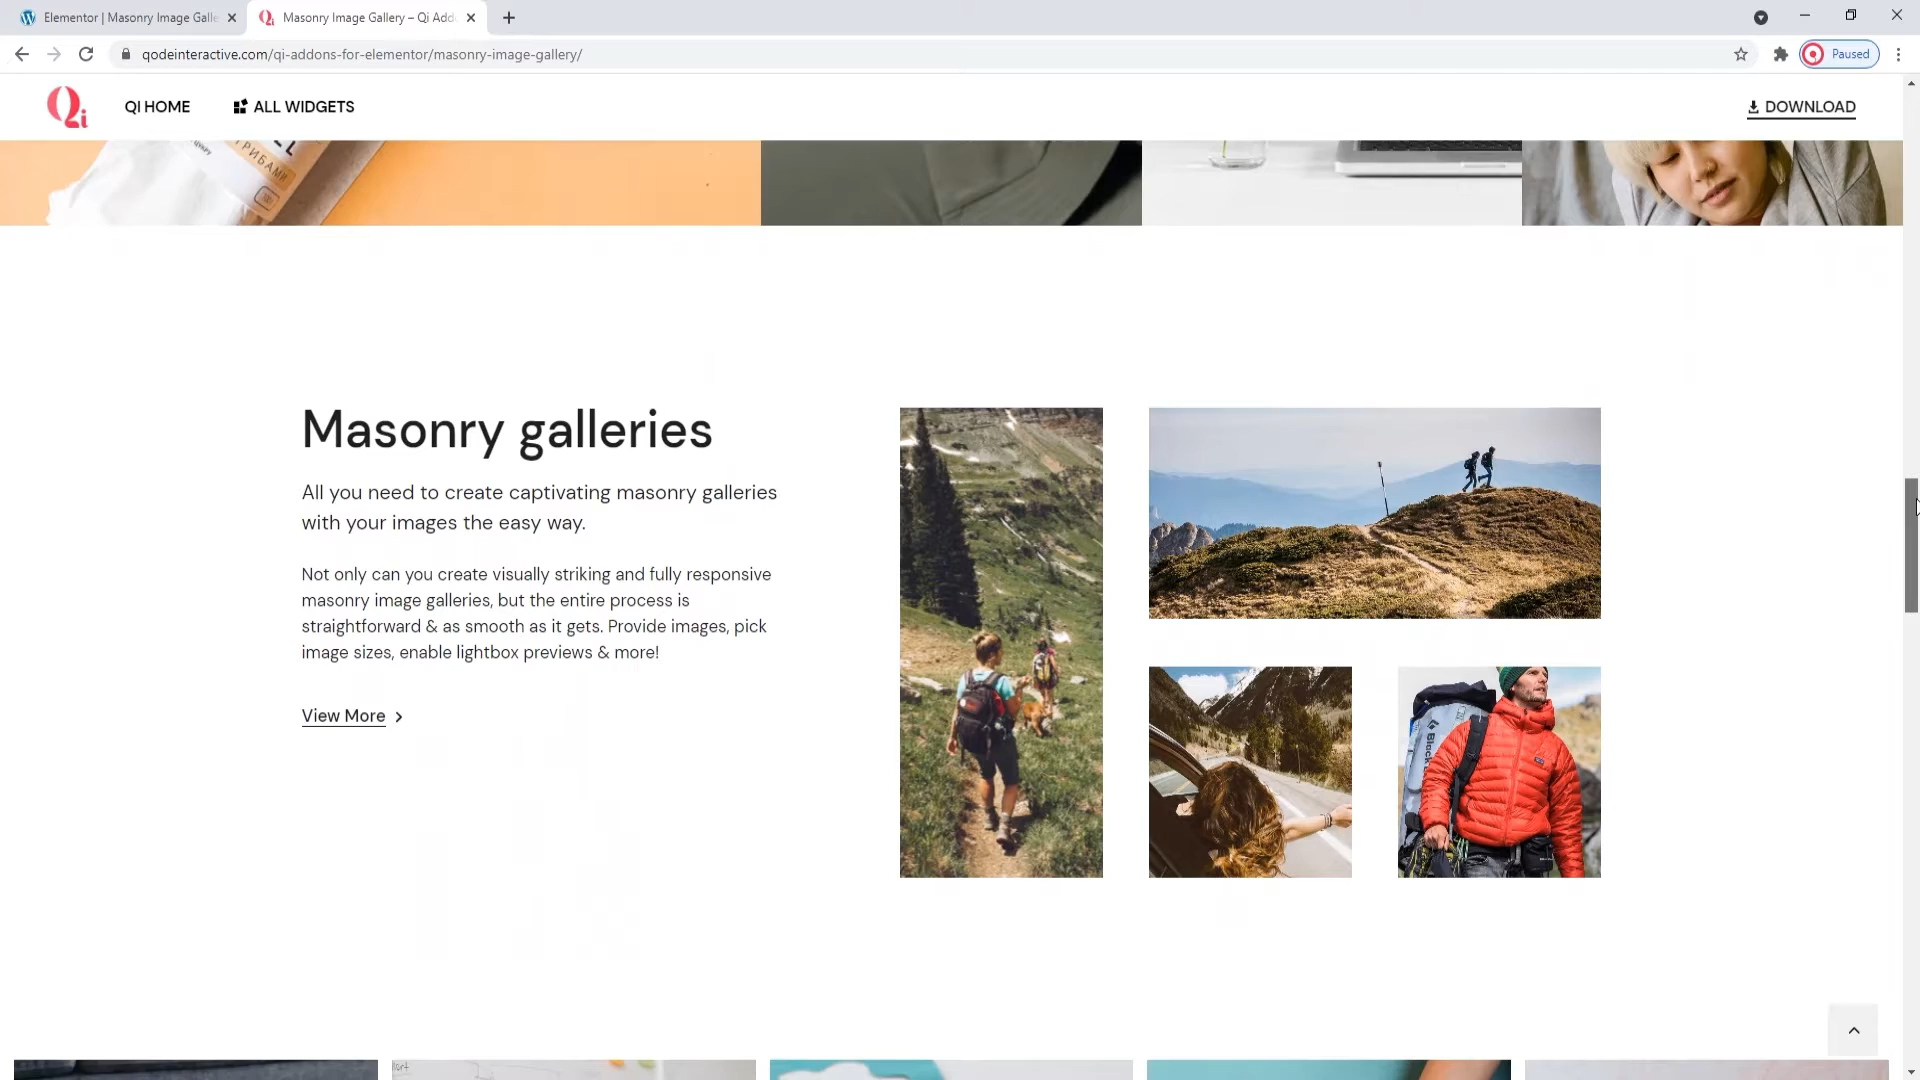 Elementor | Masonry Image Galle
Masonry Image Gallery – Qi Add
qodeinteractive.com/qi-addons-for-elementor/masonry-image-gallery/
Paused
Qi
QI HOME
ALL WIDGETS
DOWNLOAD
ГРИБАМИ
Masonry galleries
All you need to create captivating masonry galleries
with your images the easy way.
Not only can you create visually striking and fully responsive
masonry image galleries, but the entire process is
straightforward & as smooth as it gets. Provide images, pick
image sizes, enable lightbox previews & more!
View More